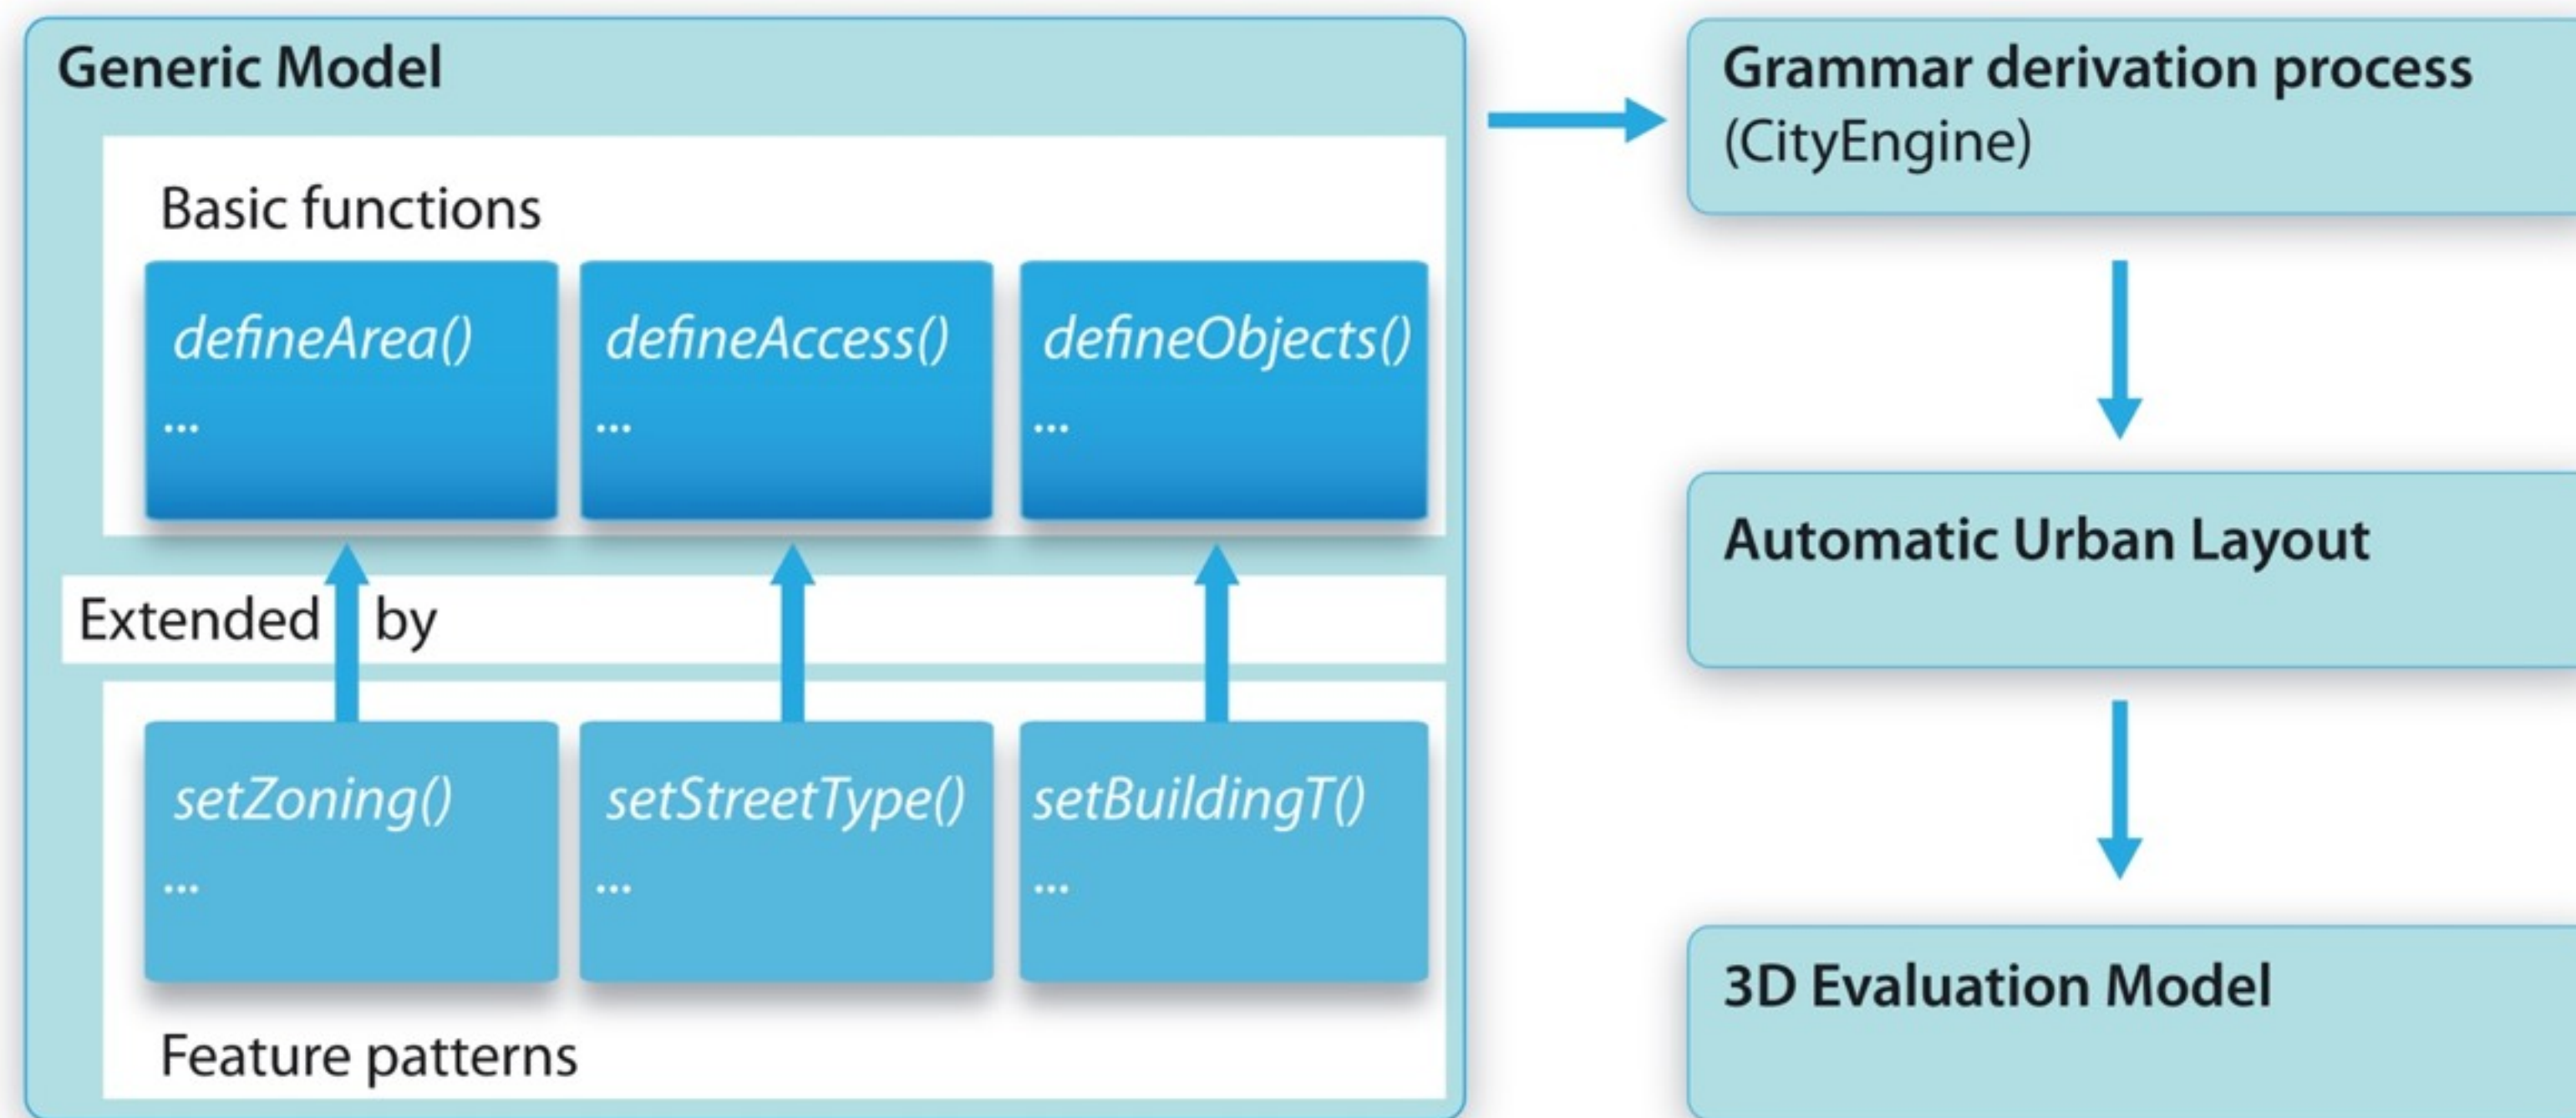 Generic Model
Basic functions
defineArea()
...
defineAccess()
...
defineObjects()
...
Extended by
setZoning()
...
setStreetType()
...
setBuildingT()
...
Feature patterns
Grammar derivation process
(CityEngine)
Automatic Urban Layout
3D Evaluation Model